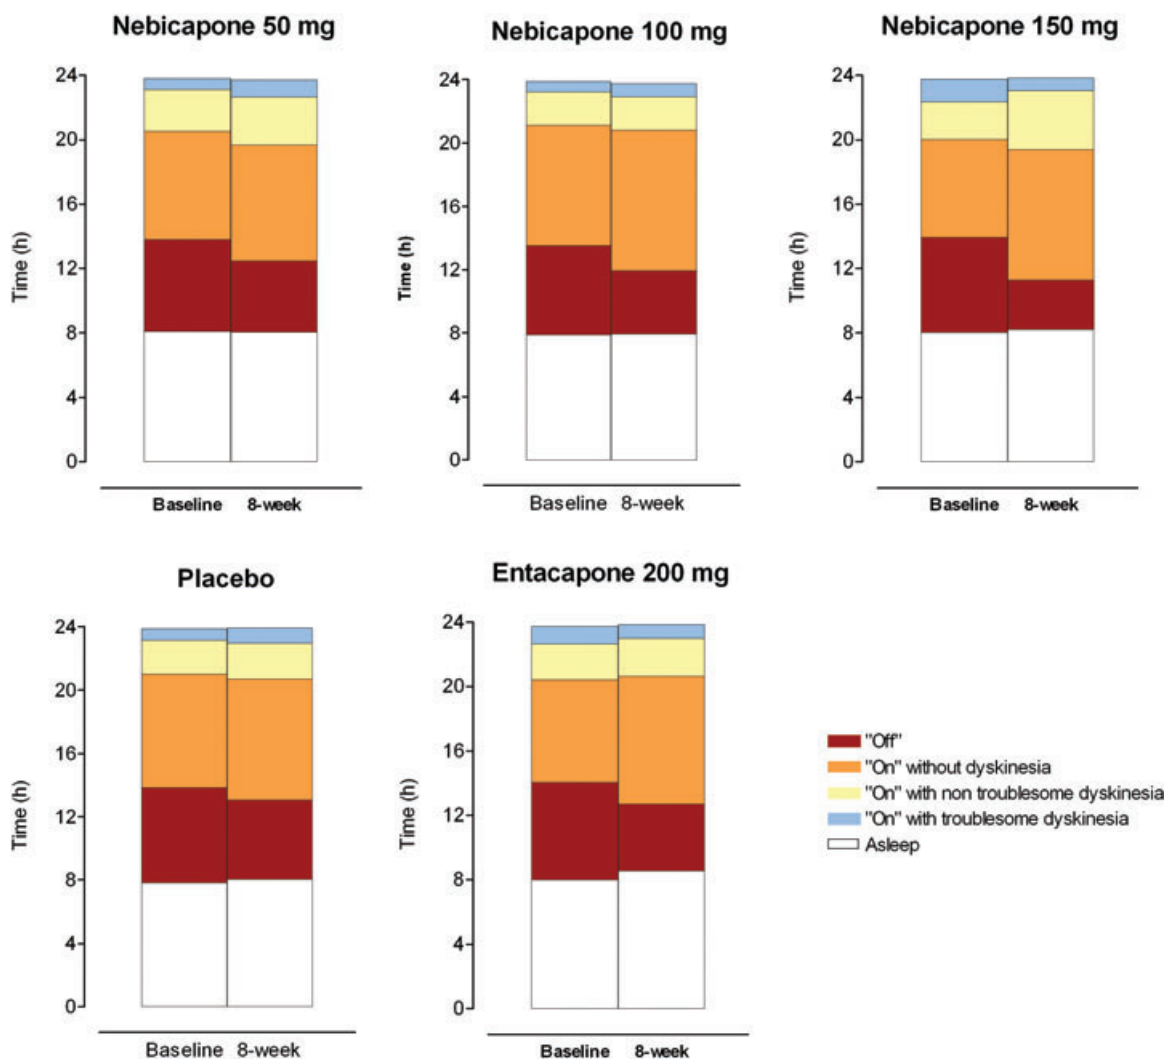 Nebicapone 50 mg
24
20
16
12
8
4
0
Time (h)
Baseline 8-week
Nebicapone 100 mg
24
20
16
12
8
4
0
Time (h)
Baseline 8-week
Nebicapone 150 mg
24
20
16
12
8
4
0
Time (h)
Baseline 8-week
Placebo
24
20
16
12
8
4
0
Time (h)
Baseline 8-week
Entacapone 200 mg
24
20
16
12
8
4
0
Time (h)
Baseline 8-week
"Off"
"On" without dyskinesia
"On" with non troublesome dyskinesia
"On" with troublesome dyskinesia
Asleep